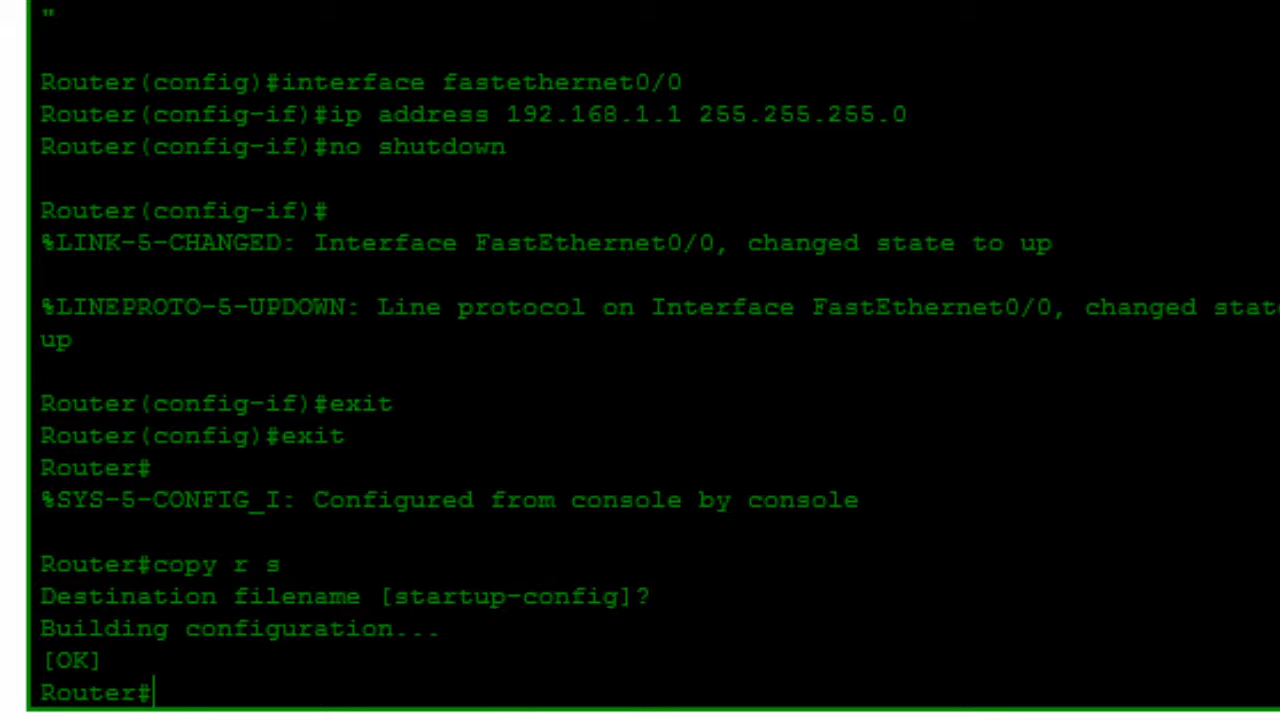 "
Router(config)#interface fastethernet0/0
Router(config-if)#ip address 192.168.1.1 255.255.255.0
Router(config-if)#no shutdown
Router(config-if)#
%LINK-5-CHANGED: Interface FastEthernet0/0, changed state to up
%LINEPROTO-5-UPDOWN: Line protocol on Interface FastEthernet0/0, changed stat
up
Router(config-if)#exit
Router(config)#exit
Router#
%SYS-5-CONFIG_I: Configured from console by console
Router#copy r s
Destination filename [startup-config]?
Building configuration...
[OK]
Router#